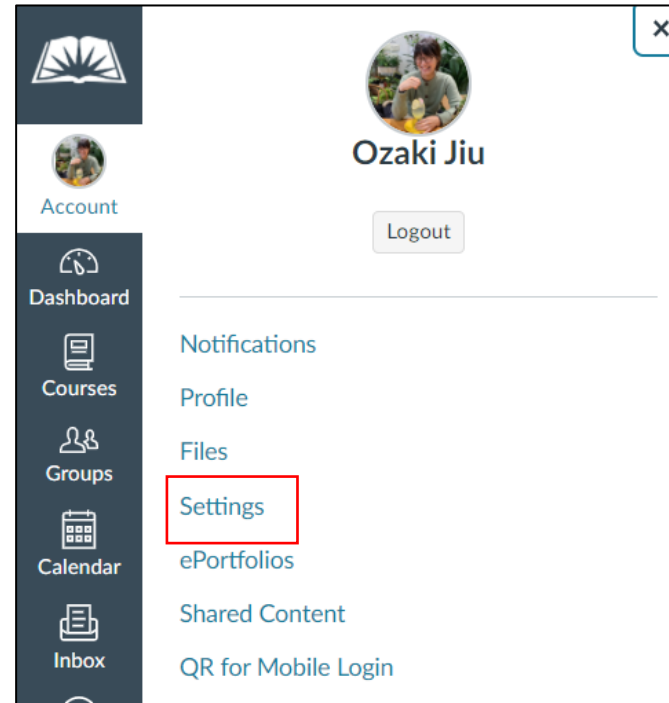 Account
Dashboard
Courses
Groups
Calendar
Inbox
×
Ozaki Jiu
Logout
Notifications
Profile
Files
Settings
ePortfolios
Shared Content
QR for Mobile Login